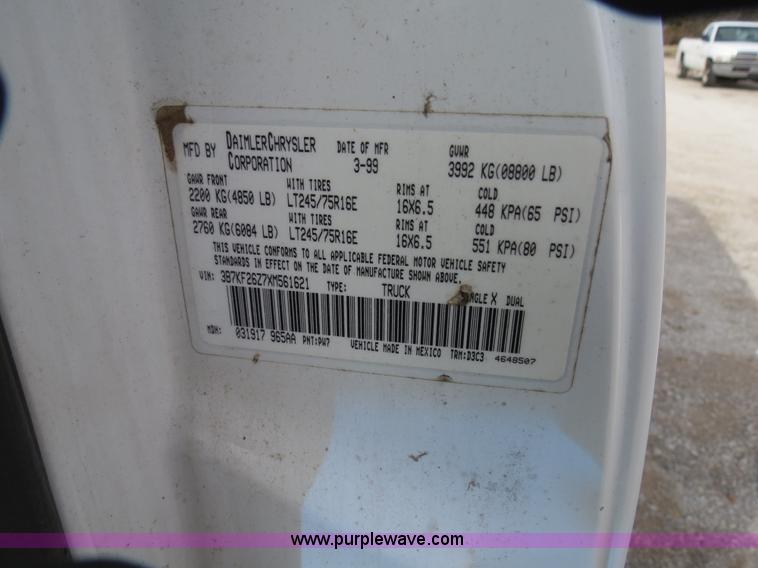 MFD BY DAIMLERCHRYSLER CORPORATION DATE OF MFR 3-99 GVWR 3992 KG(08800 LB)
GAWR FRONT WITH TIRES RIMS AT COLD
2200 KG(4850 LB) LT245/75R16E 16X6.5 448 KPA(65 PSI)
GAWR REAR WITH TIRES RIMS AT COLD
2760 KG(6084 LB) LT245/75R16E 16X6.5 551 KPA(80 PSI)
THIS VEHICLE CONFORMS TO ALL APPLICABLE FEDERAL MOTOR VEHICLE SAFETY
STANDARDS IN EFFECT ON THE DATE OF MANUFACTURE SHOWN ABOVE.
VIN: 3B7KF26Z7XM561621 TYPE: TRUCK X DUAL
MDH: 031917 965AA PNT:PW7 VEHICLE MADE IN MEXICO TRM:D3C3 4648507
www.purplewave.com